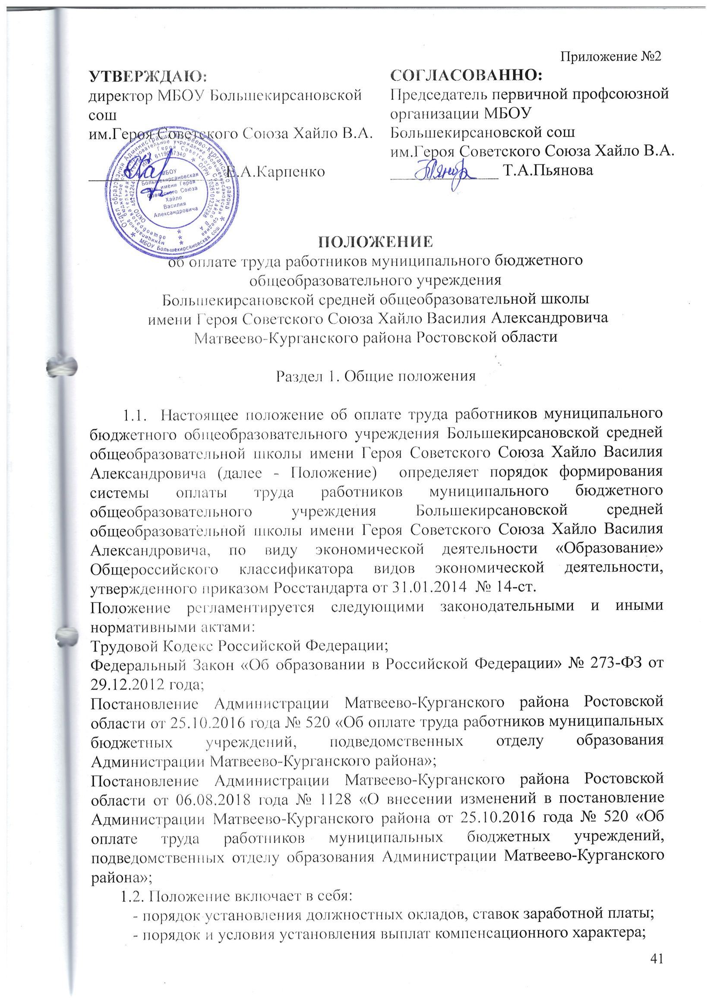 Приложение №2
УТВЕРЖДАЮ:
директор МБОУ Большекирсановской
сош
им.Героя Советского Союза Хайло В.А.
Е.А.Карпенко
СОГЛАСОВАННО:
Председатель первичной профсоюзной
организации МБОУ
Большекирсановской сош
им.Героя Советского Союза Хайло В.А.
Т.А.Пьянова
МБОУ
Большекирсановская
сош имени Героя
Советского Союза
Хайло
Василия
Александровича
ПОЛОЖЕНИЕ
об оплате труда работников муниципального бюджетного
общеобразовательного учреждения
Большекирсановской средней общеобразовательной школы
имени Героя Советского Союза Хайло Василия Александровича
Матвеево-Курганского района Ростовской области
Раздел 1. Общие положения
1.1. Настоящее положение об оплате труда работников муниципального
бюджетного общеобразовательного учреждения Большекирсановской средней
общеобразовательной школы имени Героя Советского Союза Хайло Василия
Александровича (далее - Положение) определяет порядок формирования
системы оплаты труда работников муниципального бюджетного
общеобразовательного учреждения Большекирсановской средней
общеобразовательной школы имени Героя Советского Союза Хайло Василия
Александровича, по виду экономической деятельности «Образование»
Общероссийского классификатора видов экономической деятельности,
утвержденного приказом Росстандарта от 31.01.2014 № 14-ст.
Положение регламентируется следующими законодательными и иными
нормативными актами:
Трудовой Кодекс Российской Федерации;
Федеральный Закон «Об образовании в Российской Федерации» № 273-ФЗ от
29.12.2012 года;
Постановление Администрации Матвеево-Курганского района Ростовской
области от 25.10.2016 года № 520 «Об оплате труда работников муниципальных
бюджетных учреждений, подведомственных отделу образования
Администрации Матвеево-Курганского района»;
Постановление Администрации Матвеево-Курганского района Ростовской
области от 06.08.2018 года № 1128 «О внесении изменений в постановление
Администрации Матвеево-Курганского района от 25.10.2016 года № 520 «Об
оплате труда работников муниципальных бюджетных учреждений,
подведомственных отделу образования Администрации Матвеево-Курганского
района»;
1.2. Положение включает в себя:
- порядок установления должностных окладов, ставок заработной платы;
- порядок и условия установления выплат компенсационного характера;
41